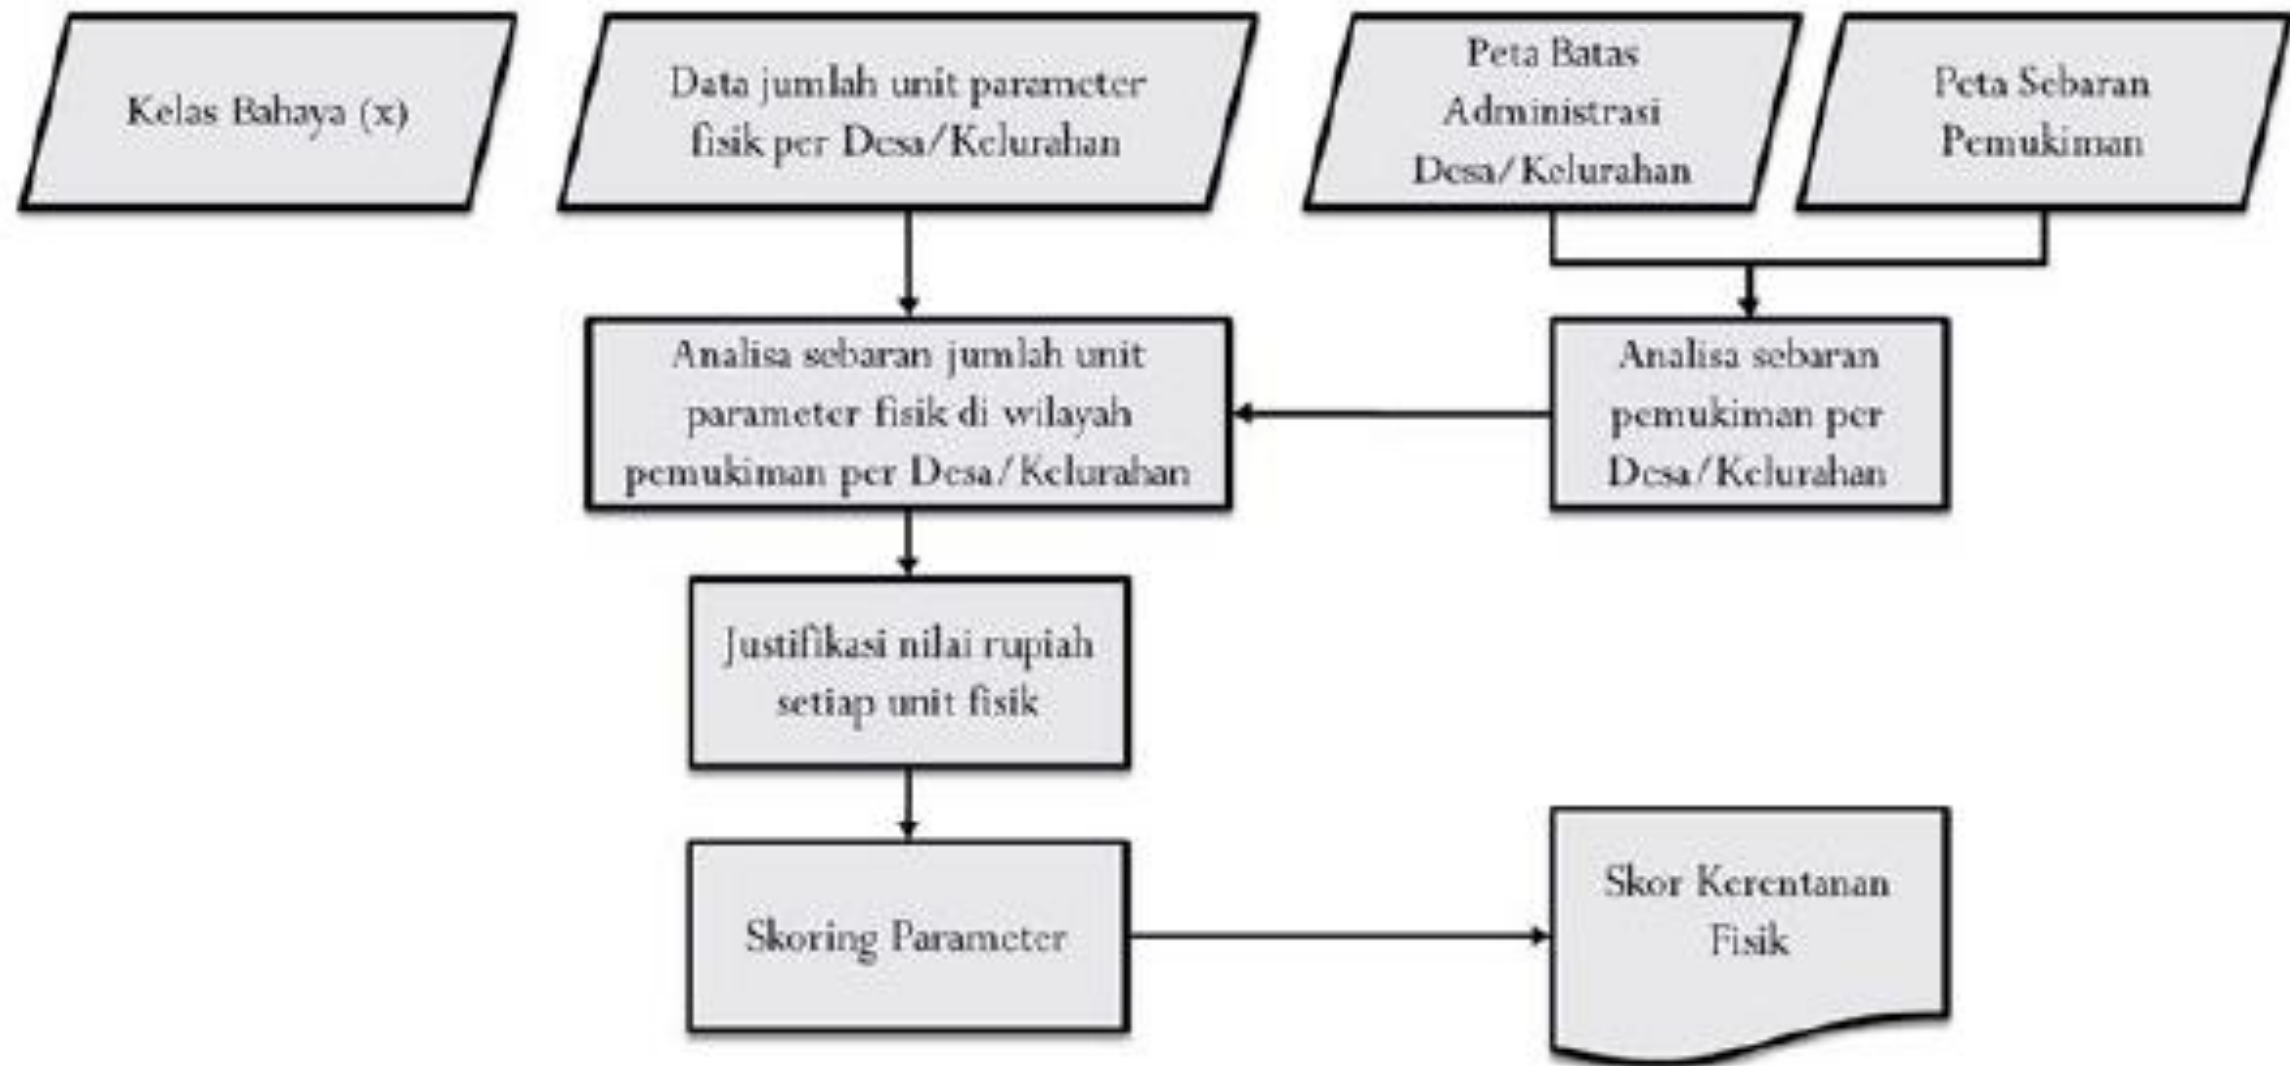 Kelas Bahaya (x)
Data jumlah unit parameter
fisik per Desa/Kelurahan
Peta Batas
Administrasi
Desa/Kelurahan
Peta Sebaran
Pemukiman
Analisa sebaran jumlah unit
parameter fisik di wilayah
pemukiman per Desa/Kelurahan
Analisa sebaran
pemukiman per
Desa/Kelurahan
Justifikasi nilai rupiah
setiap unit fisik
Skoring Parameter
Skor Kerentanan
Fisik